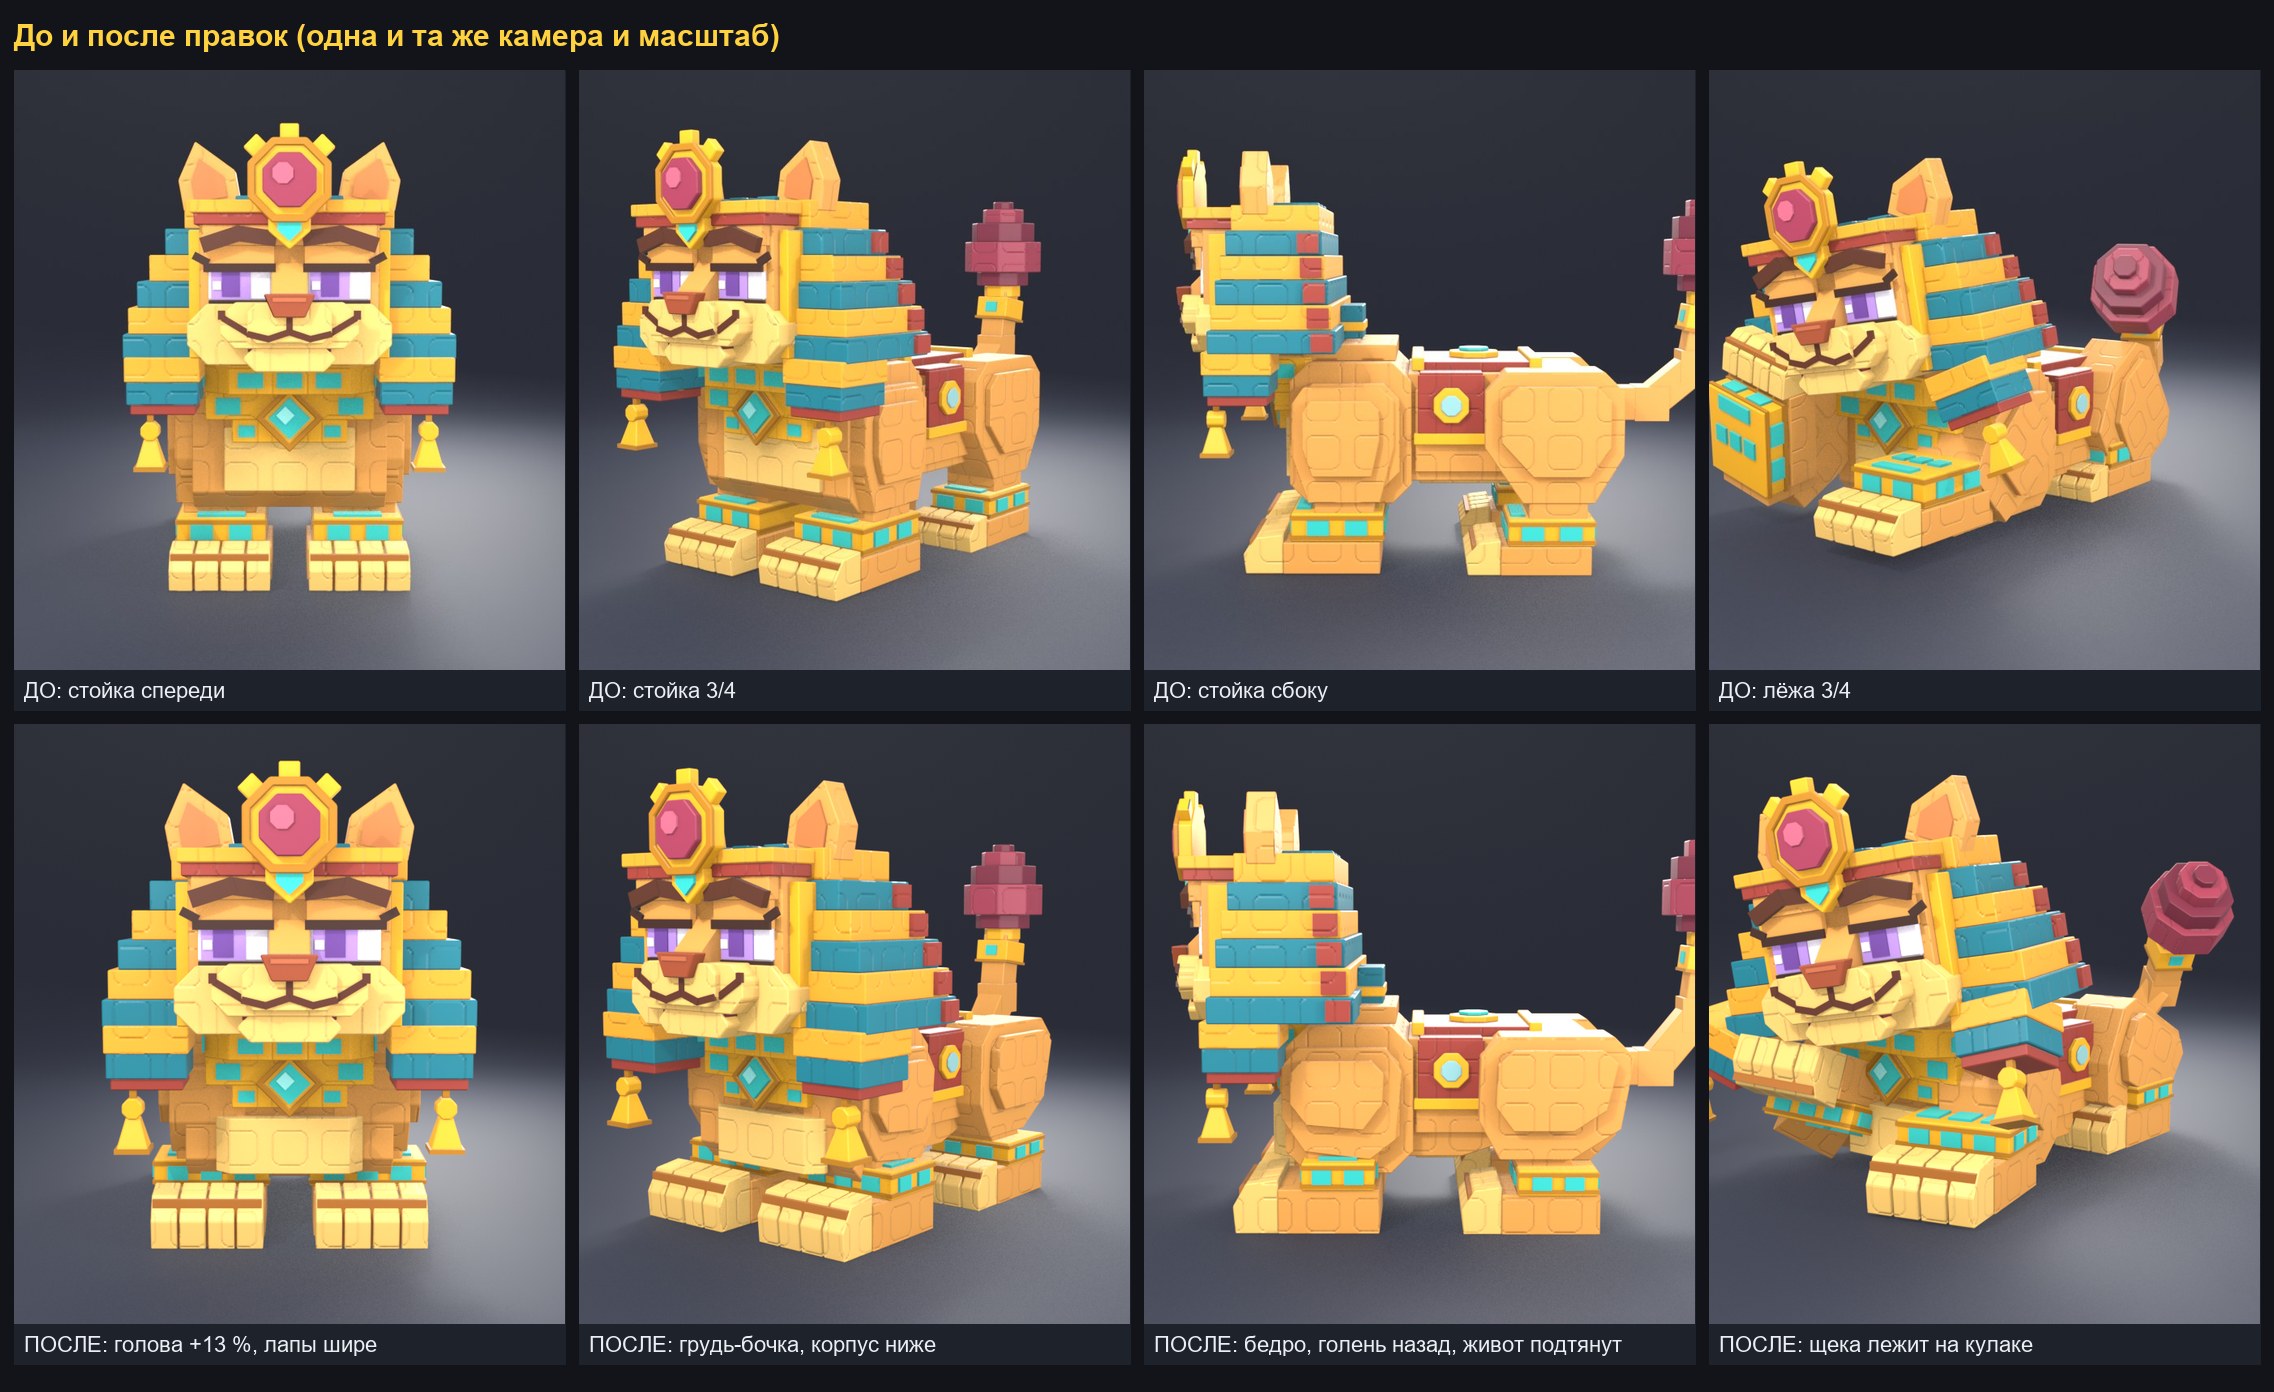 До и после правок (одна и та же камера и масштаб)
ДО: стойка спереди
ДО: стойка 3/4
ДО: стойка сбоку
ДО: лёжа 3/4
ПОСЛЕ: голова +13 %, лапы шире
ПОСЛЕ: грудь-бочка, корпус ниже
ПОСЛЕ: бедро, голень назад, живот подтянут
ПОСЛЕ: щека лежит на кулаке